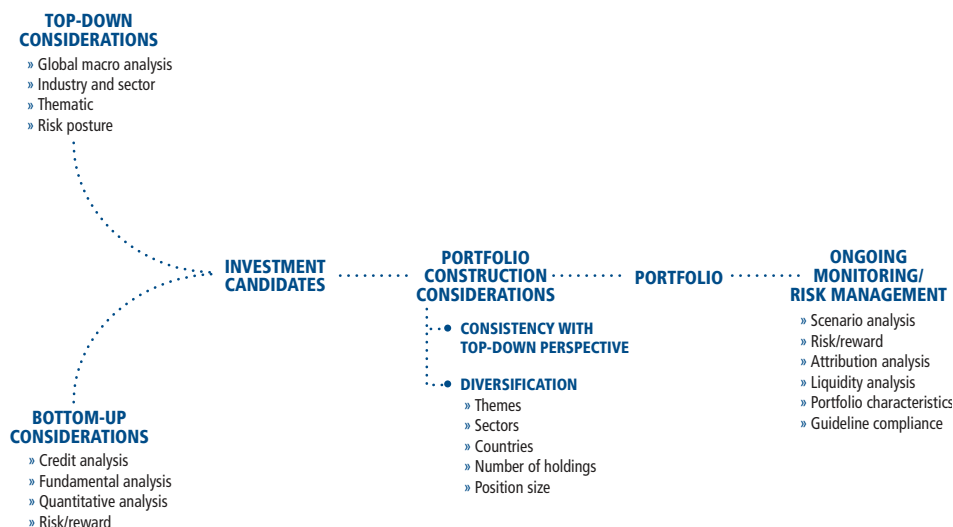 TOP-DOWN
CONSIDERATIONS
» Global macro analysis
» Industry and sector
» Thematic
» Risk posture
INVESTMENT
CANDIDATES
PORTFOLIO
CONSTRUCTION
CONSIDERATIONS
• CONSISTENCY WITH
TOP-DOWN PERSPECTIVE
• DIVERSIFICATION
» Themes
» Sectors
» Countries
» Number of holdings
» Position size
PORTFOLIO
ONGOING
MONITORING/
RISK MANAGEMENT
» Scenario analysis
» Risk/reward
» Attribution analysis
» Liquidity analysis
» Portfolio characteristics
» Guideline compliance
BOTTOM-UP
CONSIDERATIONS
» Credit analysis
» Fundamental analysis
» Quantitative analysis
» Risk/reward